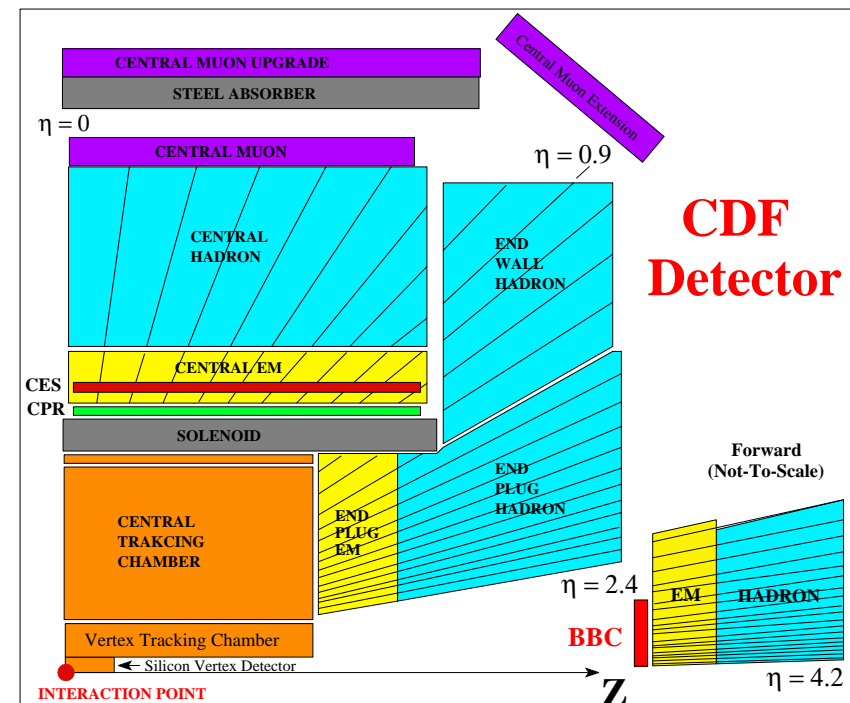 CENTRAL MUON UPGRADE
STEEL ABSORBER
Central Muon Extension
η = 0
CENTRAL MUON
η = 0.9
CENTRAL
HADRON
END
WALL
HADRON
CDF
Detector
CENTRAL EM
CES
CPR
SOLENOID
Forward
(Not-To-Scale)
END
PLUG
HADRON
END
PLUG
EM
CENTRAL
TRAKCING
CHAMBER
η = 2.4
EM
HADRON
BBC
Vertex Tracking Chamber
Silicon Vertex Detector
Z
η = 4.2
INTERACTION POINT